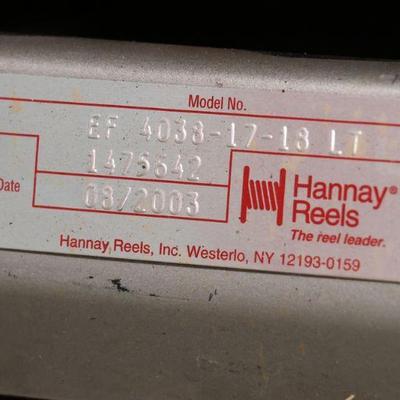 Model No.
EF 4038-17-18 LT
1475642
Date
08/2003
Hannay®
Reels
The reel leader.
Hannay Reels, Inc. Westerlo, NY 12193-0159